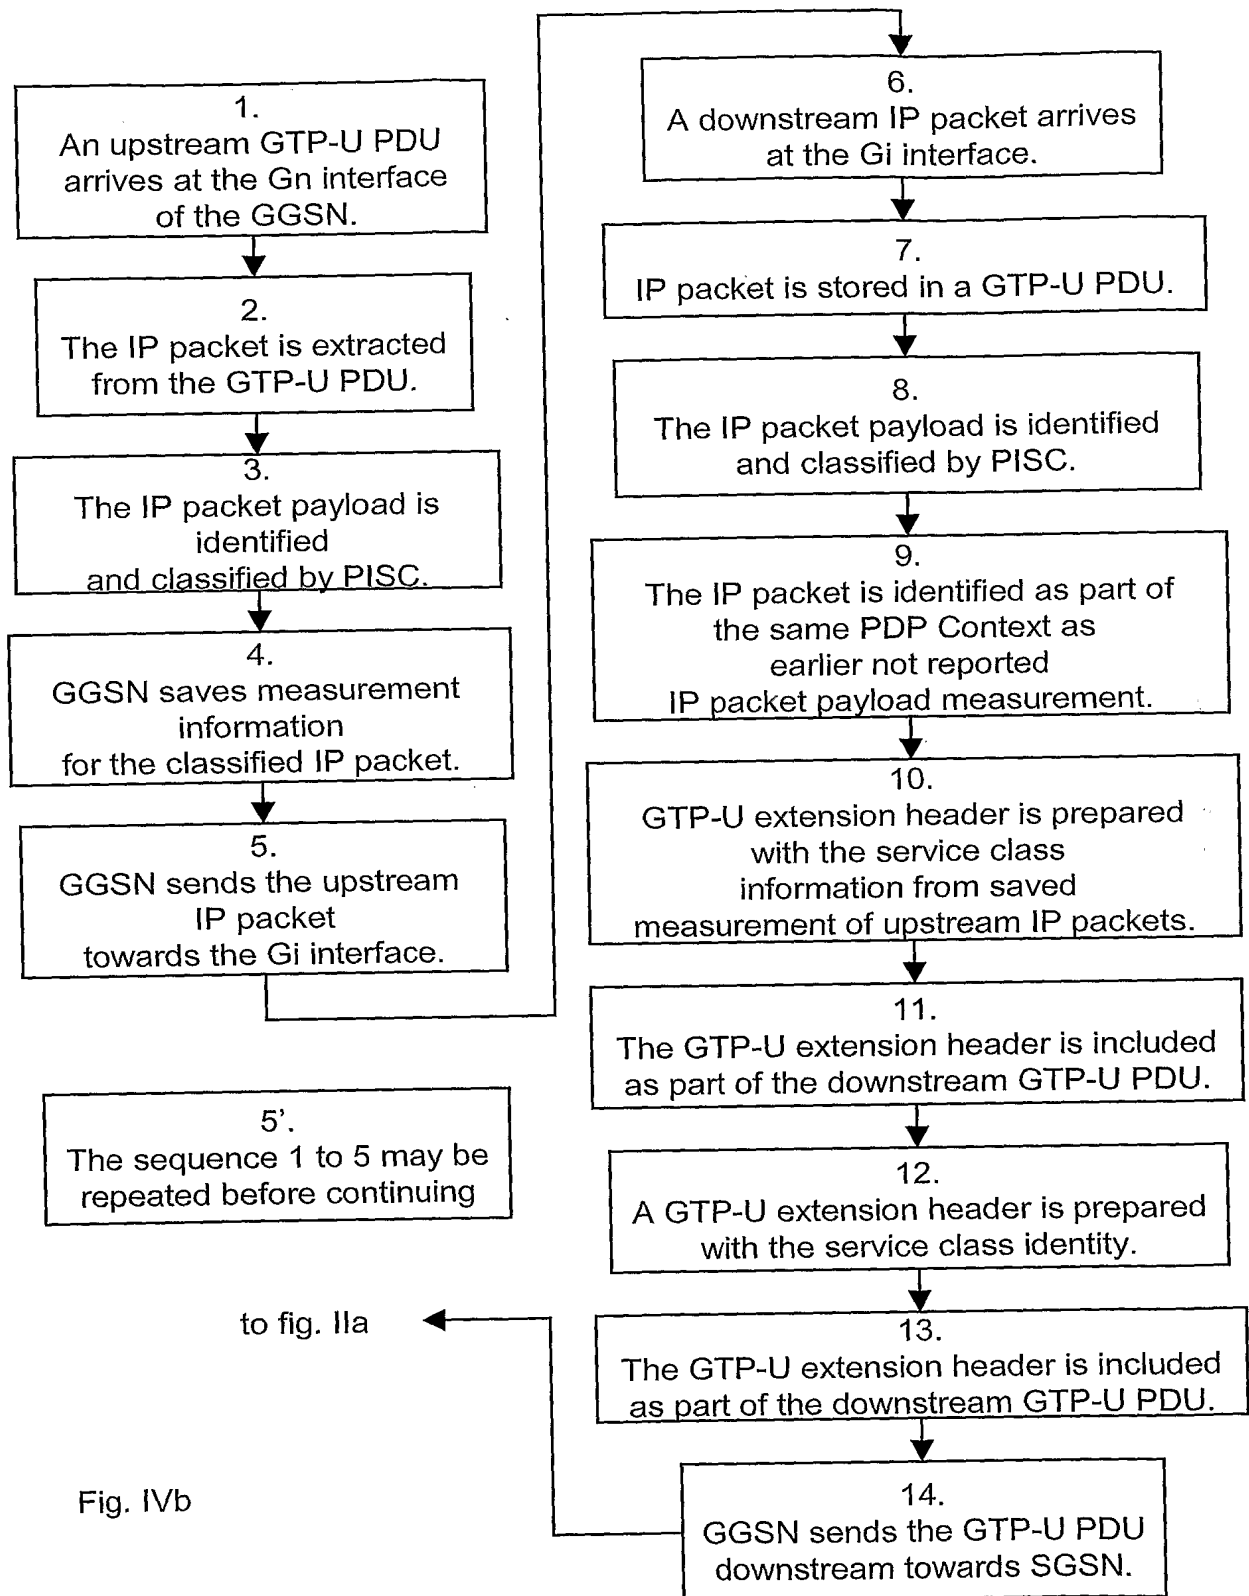 1.
An upstream GTP-U PDU
arrives at the Gn interface
of the GGSN.
2.
The IP packet is extracted
from the GTP-U PDU.
3.
The IP packet payload is
identified
and classified by PISC.
4.
GGSN saves measurement
information
for the classified IP packet.
5.
GGSN sends the upstream
IP packet
towards the Gi interface.
5'.
The sequence 1 to 5 may be
repeated before continuing
6.
A downstream IP packet arrives
at the Gi interface.
7.
IP packet is stored in a GTP-U PDU.
8.
The IP packet payload is identified
and classified by PISC.
9.
The IP packet is identified as part of
the same PDP Context as
earlier not reported
IP packet payload measurement.
10.
GTP-U extension header is prepared
with the service class
information from saved
measurement of upstream IP packets.
11.
The GTP-U extension header is included
as part of the downstream GTP-U PDU.
12.
A GTP-U extension header is prepared
with the service class identity.
13.
The GTP-U extension header is included
as part of the downstream GTP-U PDU.
14.
GGSN sends the GTP-U PDU
downstream towards SGSN.
to fig. IIa
Fig. IVb